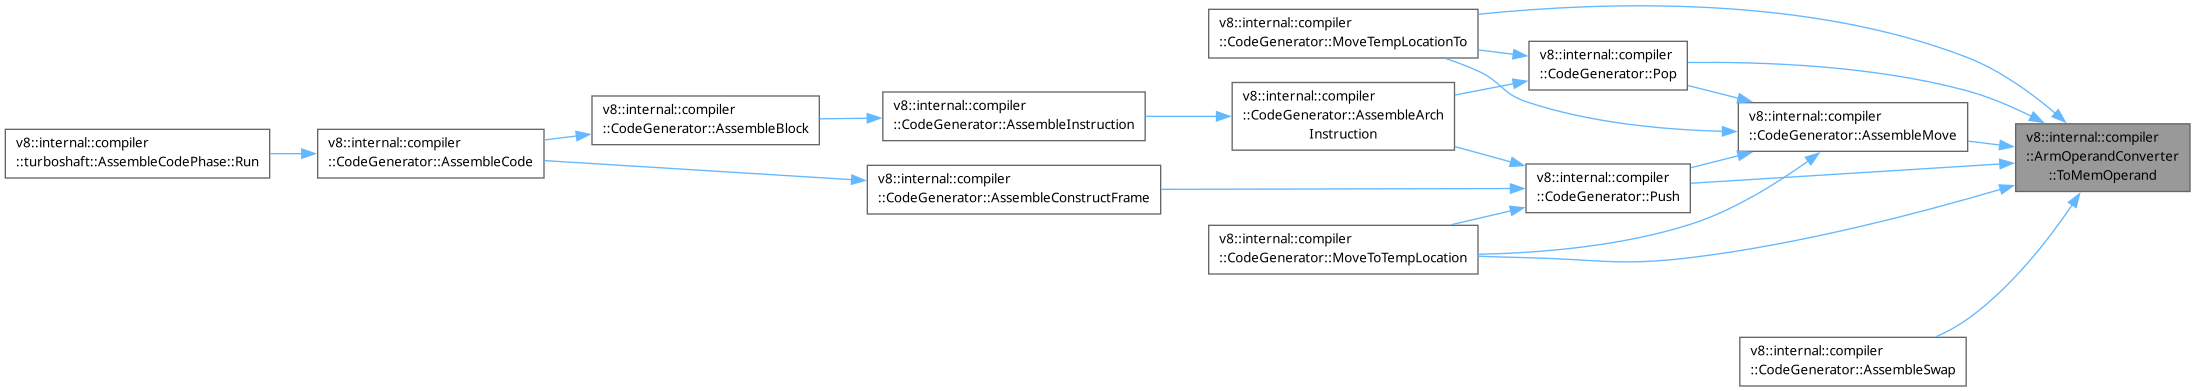 v8::internal::compiler
::turboshaft::AssembleCodePhase::Run
v8::internal::compiler
::CodeGenerator::AssembleCode
v8::internal::compiler
::CodeGenerator::AssembleBlock
v8::internal::compiler
::CodeGenerator::AssembleInstruction
v8::internal::compiler
::CodeGenerator::AssembleConstructFrame
v8::internal::compiler
::CodeGenerator::MoveTempLocationTo
v8::internal::compiler
::CodeGenerator::AssembleArch
Instruction
v8::internal::compiler
::CodeGenerator::MoveToTempLocation
v8::internal::compiler
::CodeGenerator::Pop
v8::internal::compiler
::CodeGenerator::Push
v8::internal::compiler
::CodeGenerator::AssembleMove
v8::internal::compiler
::CodeGenerator::AssembleSwap
v8::internal::compiler
::ArmOperandConverter
::ToMemOperand